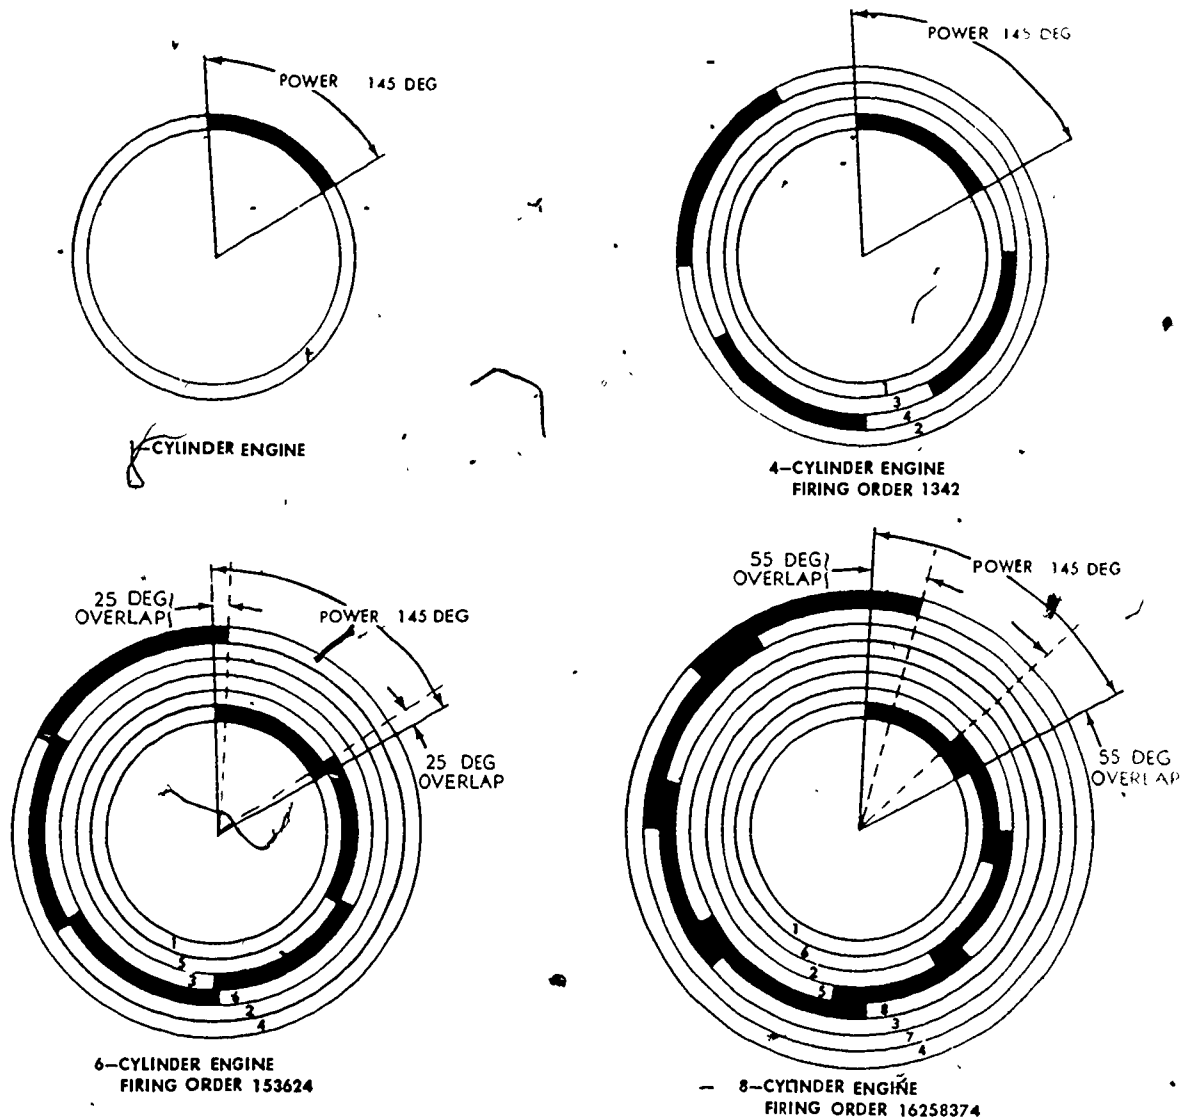 POWER 145 DEG
1-CYLINDER ENGINE
POWER 145 DEG
1
3
4
2
4-CYLINDER ENGINE
FIRING ORDER 1342
25 DEG
OVERLAP
POWER 145 DEG
25 DEG
OVERLAP
1
5
3
6
2
4
6-CYLINDER ENGINE
FIRING ORDER 153624
55 DEG
OVERLAP
POWER 145 DEG
55 DEG
OVERLAP
1
6
2
5
8
3
7
4
8-CYLINDER ENGINE
FIRING ORDER 16258374